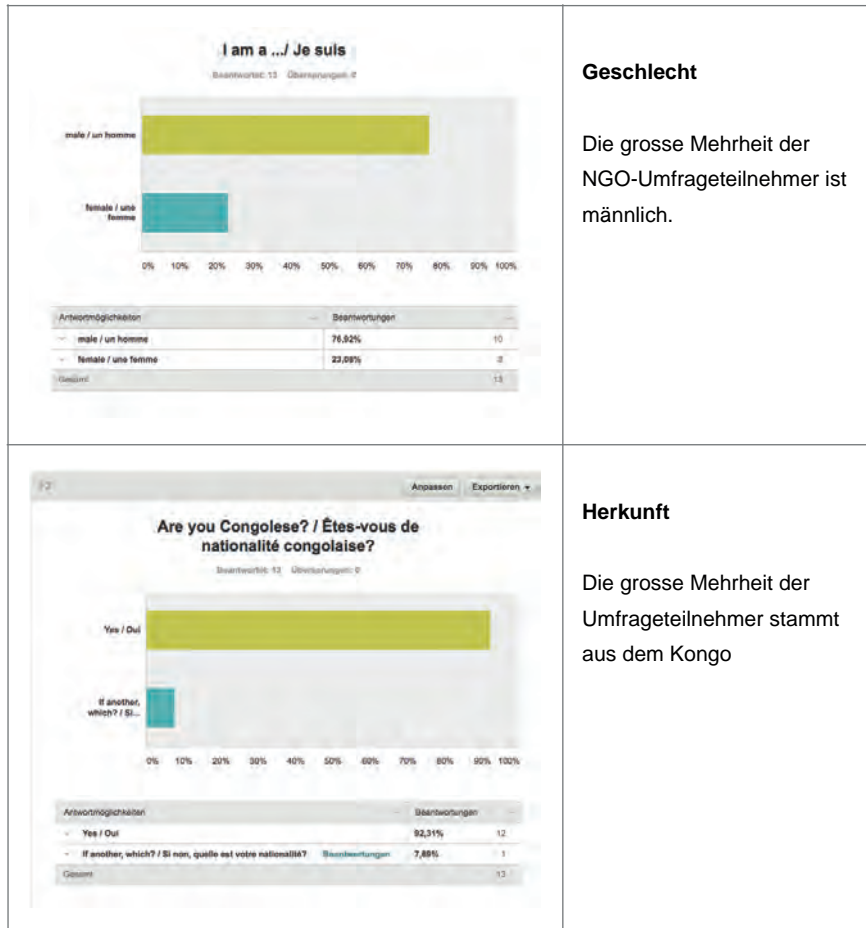 I am a .../ Je suis
Beantwortet: 13 Übersprungen: 0
male / un homme
female / une
femme
0% 10% 20% 30% 40% 50% 60% 70% 80% 90% 100%
Antwortmöglichkeiten Beantwortungen
male / un homme 76,92% 10
female / une femme 23,08% 3
Gesamt 13
Geschlecht
Die grosse Mehrheit der
NGO-Umfrageteilnehmer ist
männlich.
Anpassen Exportieren
Are you Congolese? / Êtes-vous de
nationalité congolaise?
Beantwortet: 13 Übersprungen: 0
Yes / Oui
If another,
which? / Si...
0% 10% 20% 30% 40% 50% 60% 70% 80% 90% 100%
Antwortmöglichkeiten Beantwortungen
Yes / Oui 92,31% 12
If another, which? / Si non, quelle est votre nationalité? Beantwortungen 7,69% 1
Gesamt 13
Herkunft
Die grosse Mehrheit der
Umfrageteilnehmer stammt
aus dem Kongo